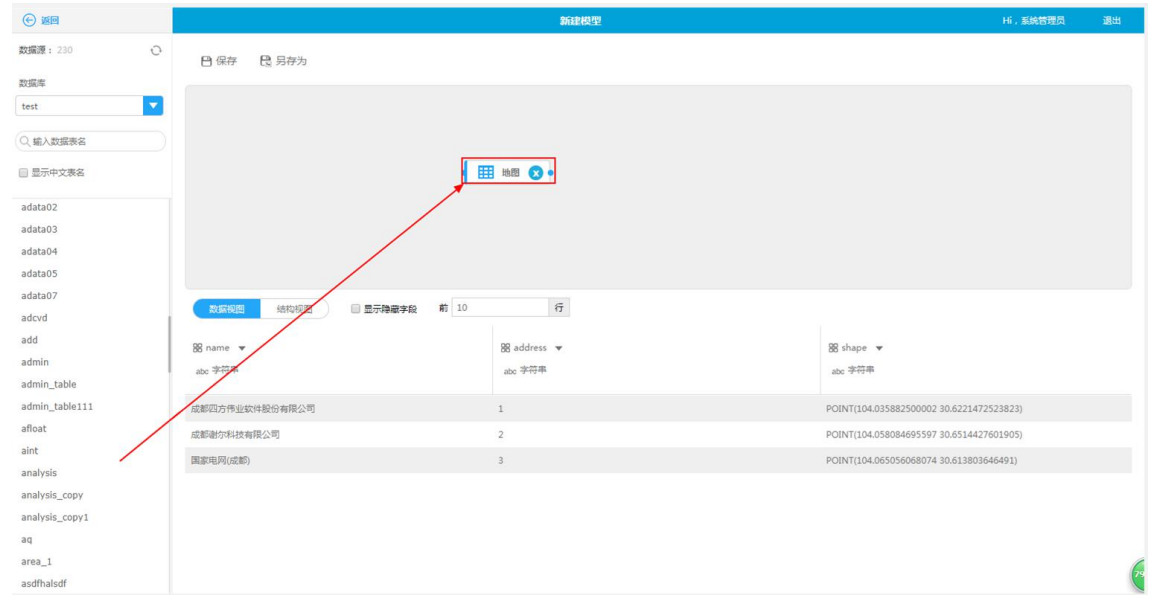 返回
新建模型
Hi，系统管理员 退出
数据源：230
保存 另存为
数据库
test
输入数据表名
显示中文表名
地图 x
adata02
adata03
adata04
adata05
adata07
adcvd
add
admin
admin_table
admin_table111
afloat
aint
analysis
analysis_copy
analysis_copy1
aq
area_1
asdfhalsdf
数据视图 结构视图 显示隐藏字段 前 10 行
name address shape
abc 字符串 abc 字符串 abc 字符串
成都四方伟业软件股份有限公司 1 POINT(104.035882500002 30.6221472523823)
成都谢尔科技有限公司 2 POINT(104.058084695597 30.6514427601905)
国家电网(成都) 3 POINT(104.065056068074 30.613803646491)